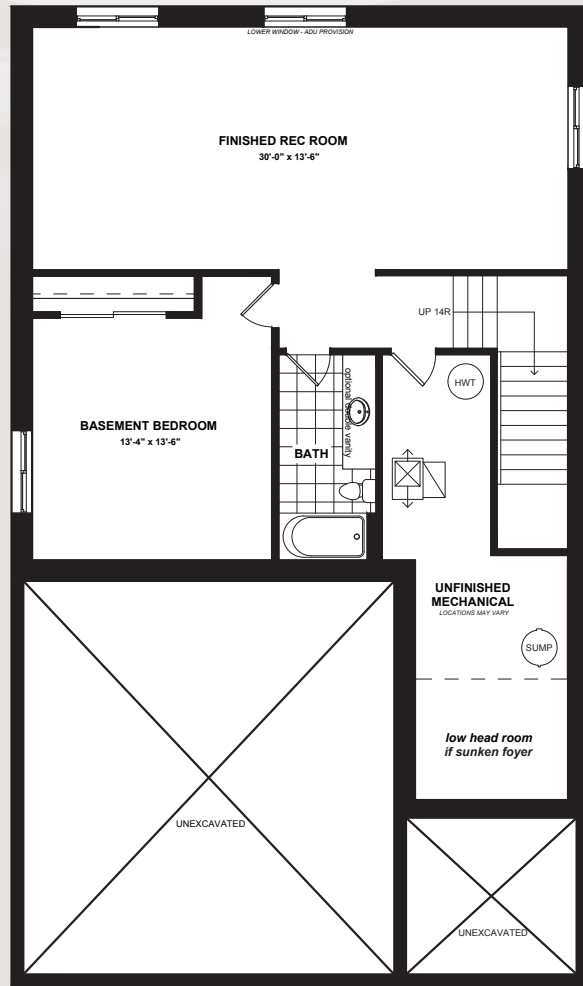 LOWER WINDOW - ADU PROVISION
FINISHED REC ROOM
30'-0" x 13'-6"
UP 14R
HWT
optional double vanity
BASEMENT BEDROOM
13'-4" x 13'-6"
BATH
UNFINISHED
MECHANICAL
LOCATIONS MAY VARY
SUMP
low head room
if sunken foyer
UNEXCAVATED
UNEXCAVATED